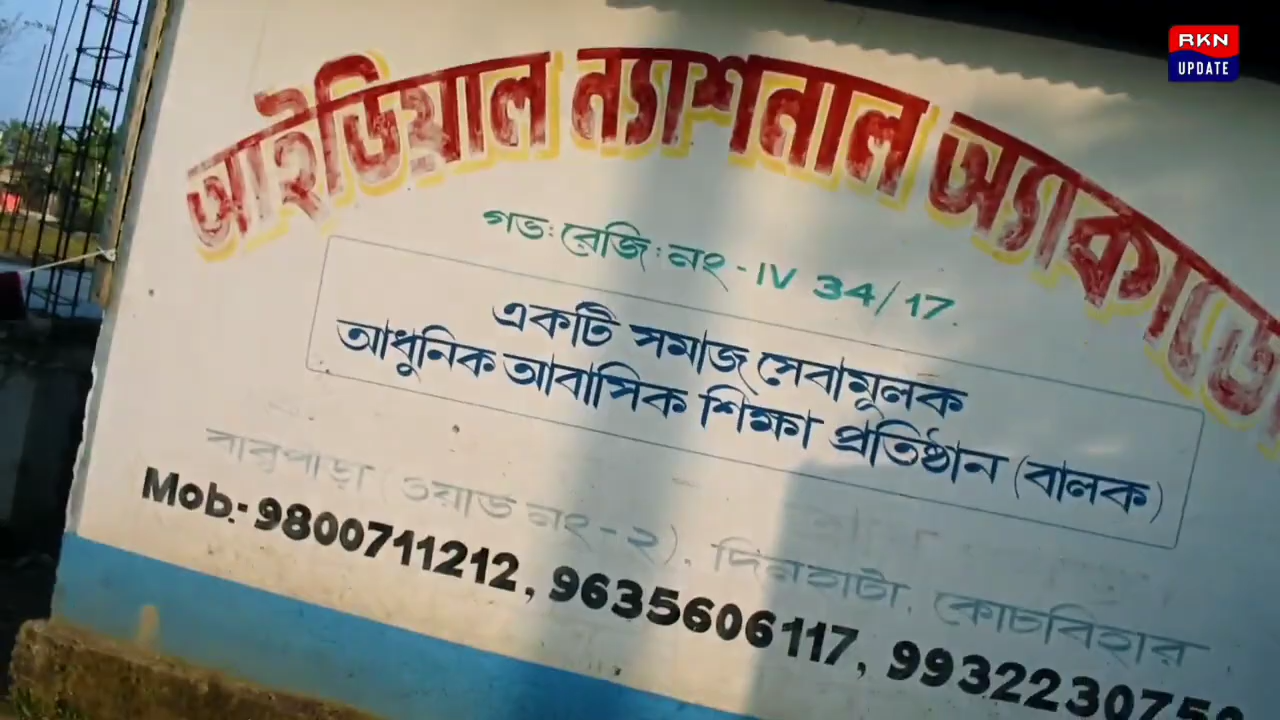 RKN
UPDATE
আইডিয়াল ন্যাশনাল অ্যাকাডে
গভঃ রেজিঃ নং - IV 34/17.
একটি সমাজ সেবামূলক
আধুনিক আবাসিক শিক্ষা প্রতিষ্ঠান (বালক)
বাবুপাড়া (ওয়ার্ড নং - ২). দিনহাটা. কোচবিহার.
Mob:- 9800711212, 9635606117,